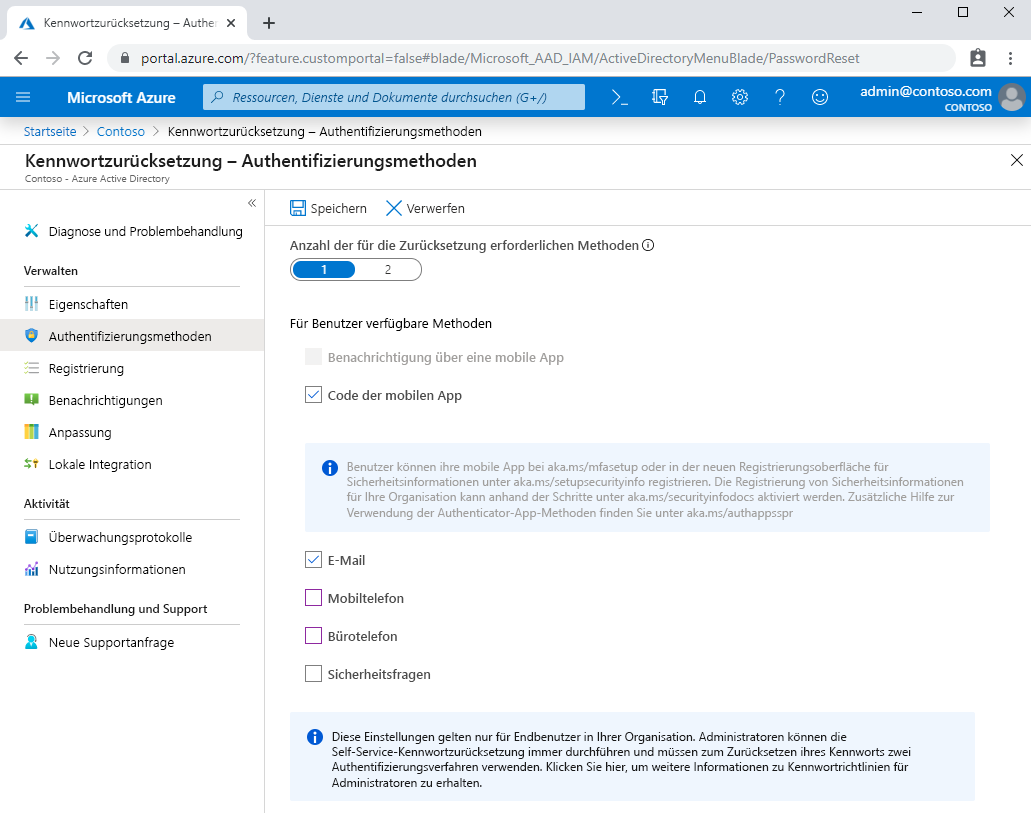 Kennwortzurücksetzung – Authe
portal.azure.com/?feature.customportal=false#blade/Microsoft_AAD_IAM/ActiveDirectoryMenuBlade/PasswordReset
Microsoft Azure
Ressourcen, Dienste und Dokumente durchsuchen (G+/)
admin@contoso.com
CONTOSO
Startseite > Contoso > Kennwortzurücksetzung – Authentifizierungsmethoden
Kennwortzurücksetzung – Authentifizierungsmethoden
Contoso - Azure Active Directory
Diagnose und Problembehandlung
Verwalten
Eigenschaften
Authentifizierungsmethoden
Registrierung
Benachrichtigungen
Anpassung
Lokale Integration
Aktivität
Überwachungsprotokolle
Nutzungsinformationen
Problembehandlung und Support
Neue Supportanfrage
Speichern
Verwerfen
Anzahl der für die Zurücksetzung erforderlichen Methoden
1 2
Für Benutzer verfügbare Methoden
Benachrichtigung über eine mobile App
Code der mobilen App
Benutzer können ihre mobile App bei aka.ms/mfasetup oder in der neuen Registrierungsoberfläche für
Sicherheitsinformationen unter aka.ms/setupsecurityinfo registrieren. Die Registrierung von Sicherheitsinformationen
für Ihre Organisation kann anhand der Schritte unter aka.ms/securityinfodocs aktiviert werden. Zusätzliche Hilfe zur
Verwendung der Authenticator-App-Methoden finden Sie unter aka.ms/authappsspr
E-Mail
Mobiltelefon
Bürotelefon
Sicherheitsfragen
Diese Einstellungen gelten nur für Endbenutzer in Ihrer Organisation. Administratoren können die
Self-Service-Kennwortzurücksetzung immer durchführen und müssen zum Zurücksetzen ihres Kennworts zwei
Authentifizierungsverfahren verwenden. Klicken Sie hier, um weitere Informationen zu Kennwortrichtlinien für
Administratoren zu erhalten.